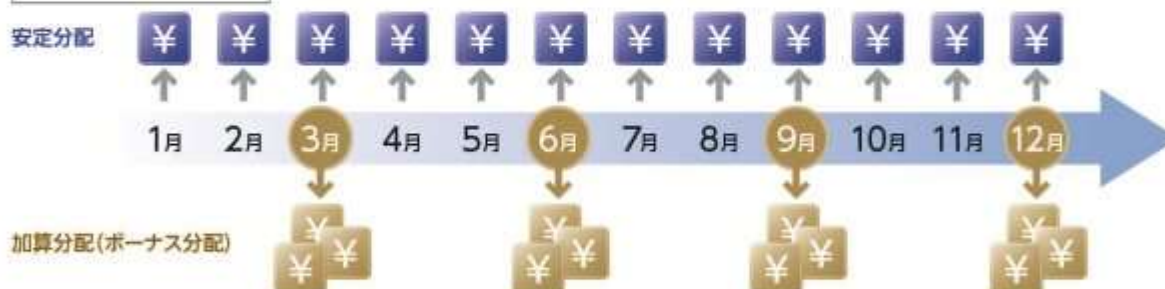 安定分配
¥ ¥ ¥ ¥ ¥ ¥ ¥ ¥ ¥ ¥ ¥ ¥
1月 2月 3月 4月 5月 6月 7月 8月 9月 10月 11月 12月
加算分配(ボーナス分配)
¥ ¥ ¥ ¥ ¥ ¥ ¥ ¥ ¥ ¥ ¥ ¥